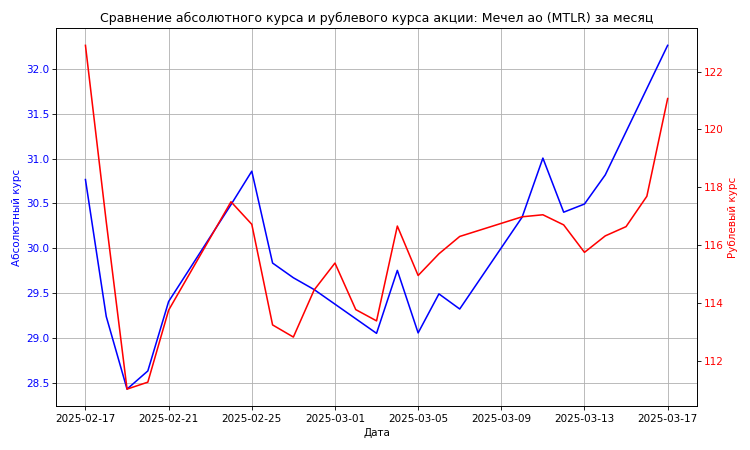 Сравнение абсолютного курса и рублевого курса акции: Мечел ао (MTLR) за месяц
Абсолютный курс
32.0
31.5
31.0
30.5
30.0
29.5
29.0
28.5
122
120
118
116
114
112
Рублевый курс
2025-02-17 2025-02-21 2025-02-25 2025-03-01 2025-03-05 2025-03-09 2025-03-13 2025-03-17
Дата